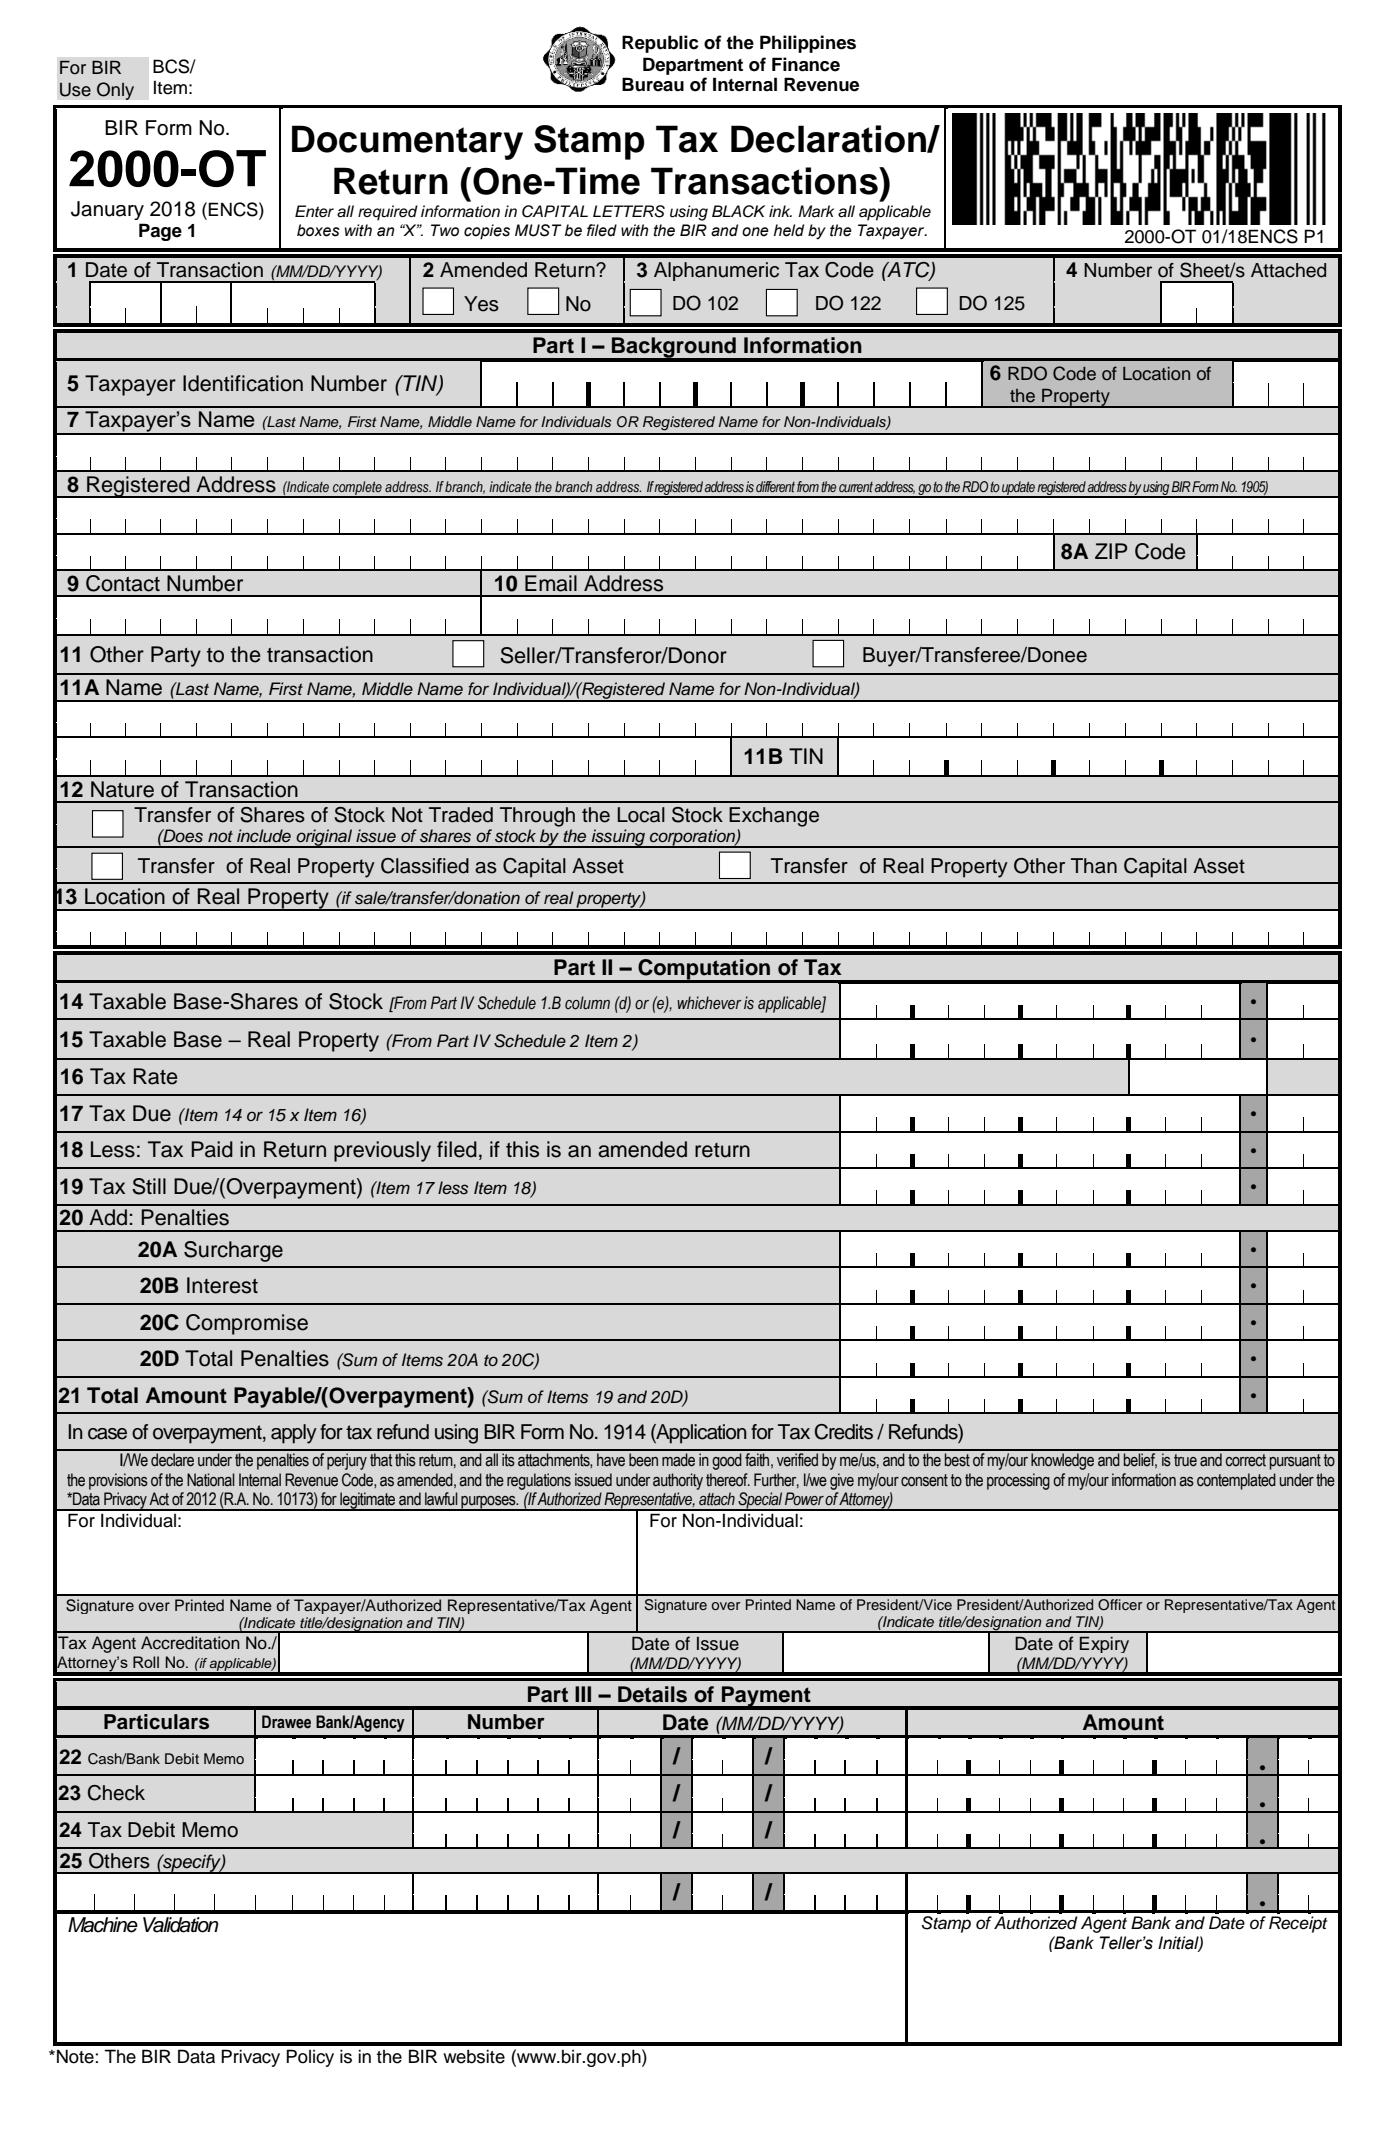 Republic of the Philippines
Department of Finance
Bureau of Internal Revenue
For BIR BCS/
Use Only Item:
BIR Form No.
2000-OT
January 2018 (ENCS)
Page 1
Documentary Stamp Tax Declaration/
Return (One-Time Transactions)
Enter all required information in CAPITAL LETTERS using BLACK ink. Mark all applicable
boxes with an “X”. Two copies MUST be filed with the BIR and one held by the Taxpayer.
2000-OT 01/18ENCS P1
1 Date of Transaction (MM/DD/YYYY)
2 Amended Return?
Yes No
3 Alphanumeric Tax Code (ATC)
DO 102 DO 122 DO 125
4 Number of Sheet/s Attached
Part I – Background Information
5 Taxpayer Identification Number (TIN)
6 RDO Code of Location of
the Property
7 Taxpayer’s Name (Last Name, First Name, Middle Name for Individuals OR Registered Name for Non-Individuals)
8 Registered Address (Indicate complete address. If branch, indicate the branch address. If registered address is different from the current address, go to the RDO to update registered address by using BIR Form No. 1905)
8A ZIP Code
9 Contact Number
10 Email Address
11 Other Party to the transaction Seller/Transferor/Donor Buyer/Transferee/Donee
11A Name (Last Name, First Name, Middle Name for Individual)/(Registered Name for Non-Individual)
11B TIN
12 Nature of Transaction
Transfer of Shares of Stock Not Traded Through the Local Stock Exchange
(Does not include original issue of shares of stock by the issuing corporation)
Transfer of Real Property Classified as Capital Asset Transfer of Real Property Other Than Capital Asset
13 Location of Real Property (if sale/transfer/donation of real property)
Part II – Computation of Tax
14 Taxable Base-Shares of Stock [From Part IV Schedule 1.B column (d) or (e), whichever is applicable] •
15 Taxable Base – Real Property (From Part IV Schedule 2 Item 2) •
16 Tax Rate
17 Tax Due (Item 14 or 15 x Item 16) •
18 Less: Tax Paid in Return previously filed, if this is an amended return •
19 Tax Still Due/(Overpayment) (Item 17 less Item 18) •
20 Add: Penalties
20A Surcharge •
20B Interest •
20C Compromise •
20D Total Penalties (Sum of Items 20A to 20C) •
21 Total Amount Payable/(Overpayment) (Sum of Items 19 and 20D) •
In case of overpayment, apply for tax refund using BIR Form No. 1914 (Application for Tax Credits / Refunds)
I/We declare under the penalties of perjury that this return, and all its attachments, have been made in good faith, verified by me/us, and to the best of my/our knowledge and belief, is true and correct pursuant to
the provisions of the National Internal Revenue Code, as amended, and the regulations issued under authority thereof. Further, I/we give my/our consent to the processing of my/our information as contemplated under the
*Data Privacy Act of 2012 (R.A. No. 10173) for legitimate and lawful purposes. (If Authorized Representative, attach Special Power of Attorney)
For Individual:
For Non-Individual:
Signature over Printed Name of Taxpayer/Authorized Representative/Tax Agent
(Indicate title/designation and TIN)
Signature over Printed Name of President/Vice President/Authorized Officer or Representative/Tax Agent
(Indicate title/designation and TIN)
Tax Agent Accreditation No./
Attorney’s Roll No. (if applicable)
Date of Issue
(MM/DD/YYYY)
Date of Expiry
(MM/DD/YYYY)
Part III – Details of Payment
Particulars Drawee Bank/Agency Number Date (MM/DD/YYYY) Amount
22 Cash/Bank Debit Memo / / .
23 Check / / .
24 Tax Debit Memo / / .
25 Others (specify)
/ / .
Machine Validation
Stamp of Authorized Agent Bank and Date of Receipt
(Bank Teller’s Initial)
*Note: The BIR Data Privacy Policy is in the BIR website (www.bir.gov.ph)